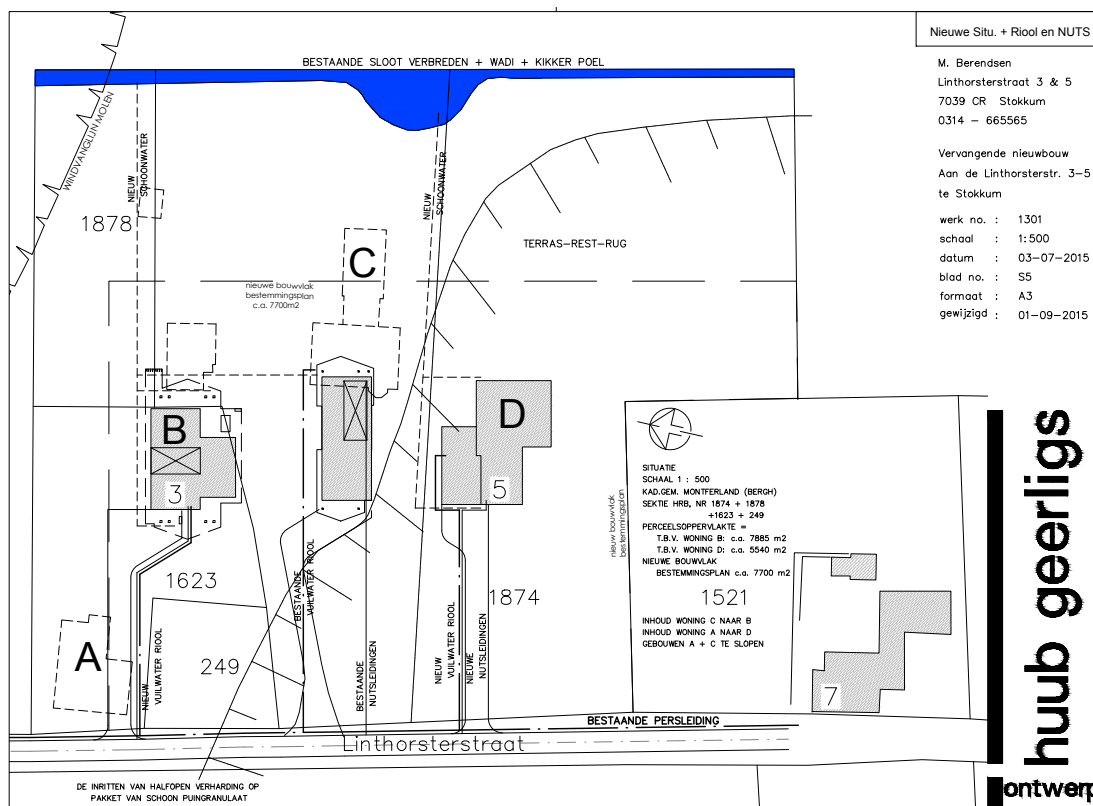 Nieuwe Situ. + Riool en NUTS
M. Berendsen
Linthorsterstraat 3 & 5
7039 CR Stokkum
0314 – 665565
Vervangende nieuwbouw
Aan de Linthorsterstr. 3–5
te Stokkum
werk no. : 1301
schaal : 1:500
datum : 03–07–2015
blad no. : S5
formaat : A3
gewijzigd : 01–09–2015
BESTAANDE SLOOT VERBREDEN + WADI + KIKKER POEL
WINDVANGLIJN MOLEN
NIEUW
SCHOONWATER
1878
NIEUW
SCHOONWATER
TERRAS–REST–RUG
C
nieuwe bouwvlak
bestemmingsplan
c.a. 7700m2
B
3
D
5
nieuw bouwvlak
bestemmingsplan
SITUATIE
SCHAAL 1 : 500
KAD.GEM. MONTFERLAND (BERGH)
SEKTIE HRB, NR 1874 + 1878
+1623 + 249
PERCEELSOPPERVLAKTE =
T.B.V. WONING B: c.a. 7885 m2
T.B.V. WONING D: c.a. 5540 m2
NIEUWE BOUWVLAK
BESTEMMINGSPLAN c.a. 7700 m2
1521
INHOUD WONING C NAAR B
INHOUD WONING A NAAR D
GEBOUWEN A + C TE SLOPEN
7
1623
1874
A
249
NIEUW
VUILWATER RIOOL
BESTAANDE
VUILWATER RIOOL
BESTAANDE
NUTSLEIDINGEN
NIEUW
VUILWATER RIOOL
NIEUWE
NUTSLEIDINGEN
BESTAANDE PERSLEIDING
Linthorsterstraat
DE INRITTEN VAN HALFOPEN VERHARDING OP
PAKKET VAN SCHOON PUINGRANULAAT
huub geerligs
ontwerp